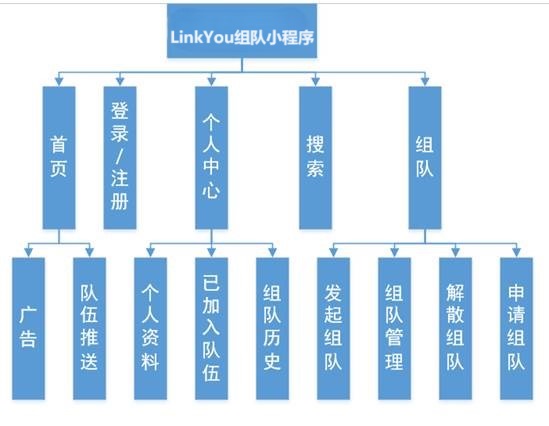 LinkYou组队小程序
首页
登录/注册
个人中心
搜索
组队
广告
队伍推送
个人资料
已加入队伍
组队历史
发起组队
组队管理
解散组队
申请组队